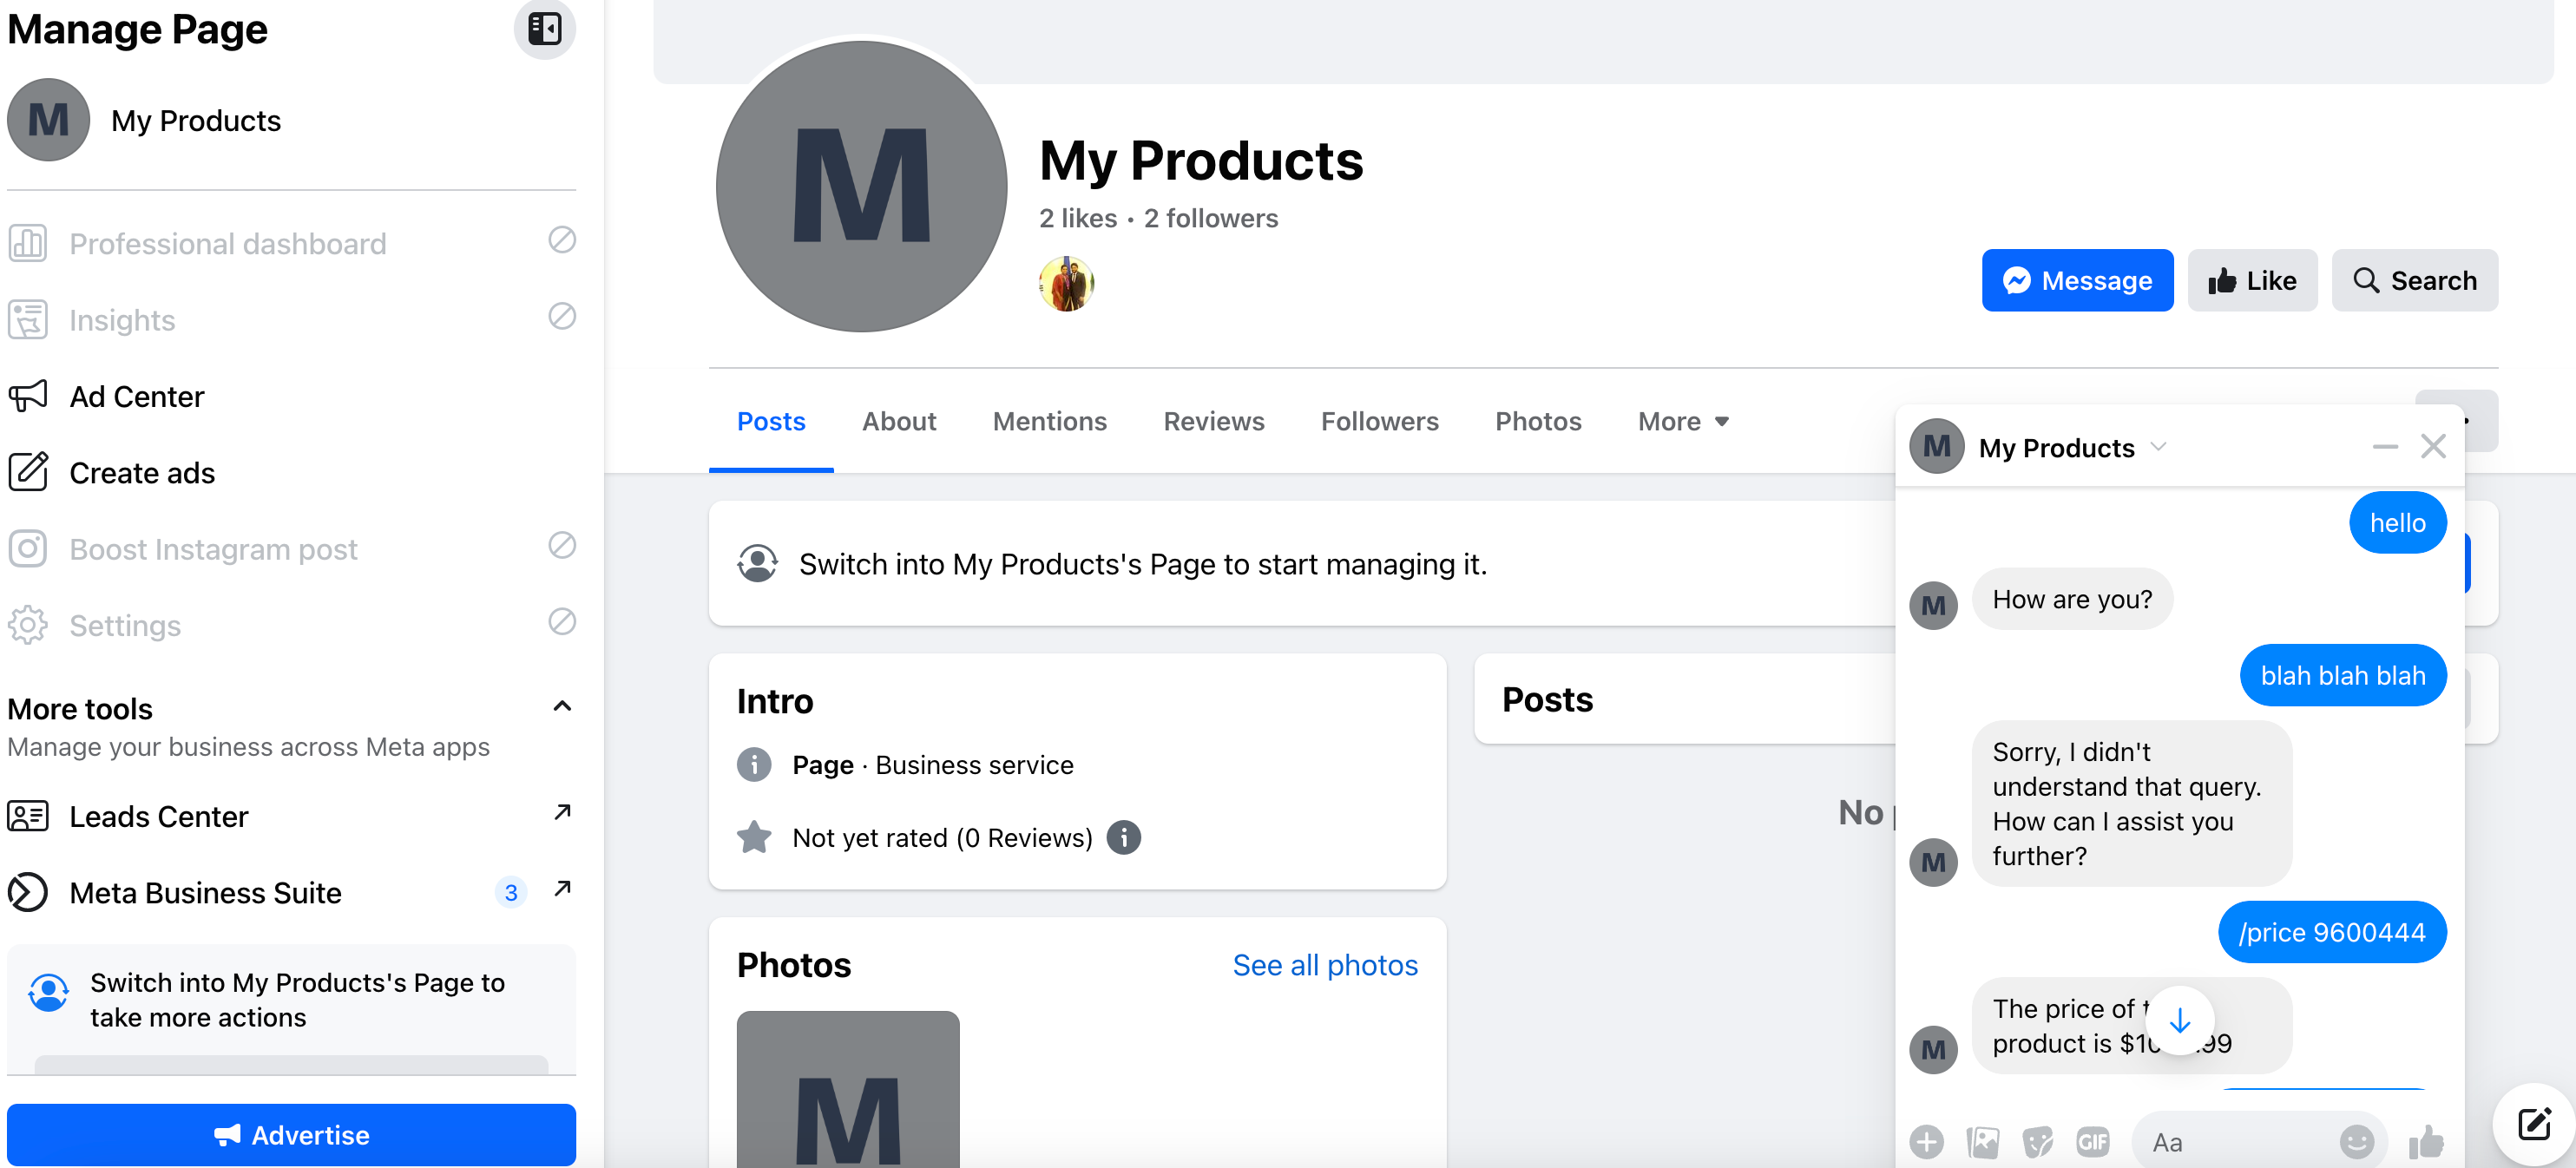 Manage Page
M
My Products
Professional dashboard
Insights
Ad Center
Create ads
Boost Instagram post
Settings
More tools
Manage your business across Meta apps
Leads Center
Meta Business Suite
3
Switch into My Products's Page to
take more actions
Advertise
M
My Products
2 likes · 2 followers
Message
Like
Search
Posts
About
Mentions
Reviews
Followers
Photos
More
Switch into My Products's Page to start managing it.
Intro
Page · Business service
Not yet rated (0 Reviews)
Photos
See all photos
M
Posts
No
M
My Products
hello
M
How are you?
blah blah blah
Sorry, I didn't
understand that query.
How can I assist you
further?
M
/price 9600444
The price of
product is
M
GIF
Aa